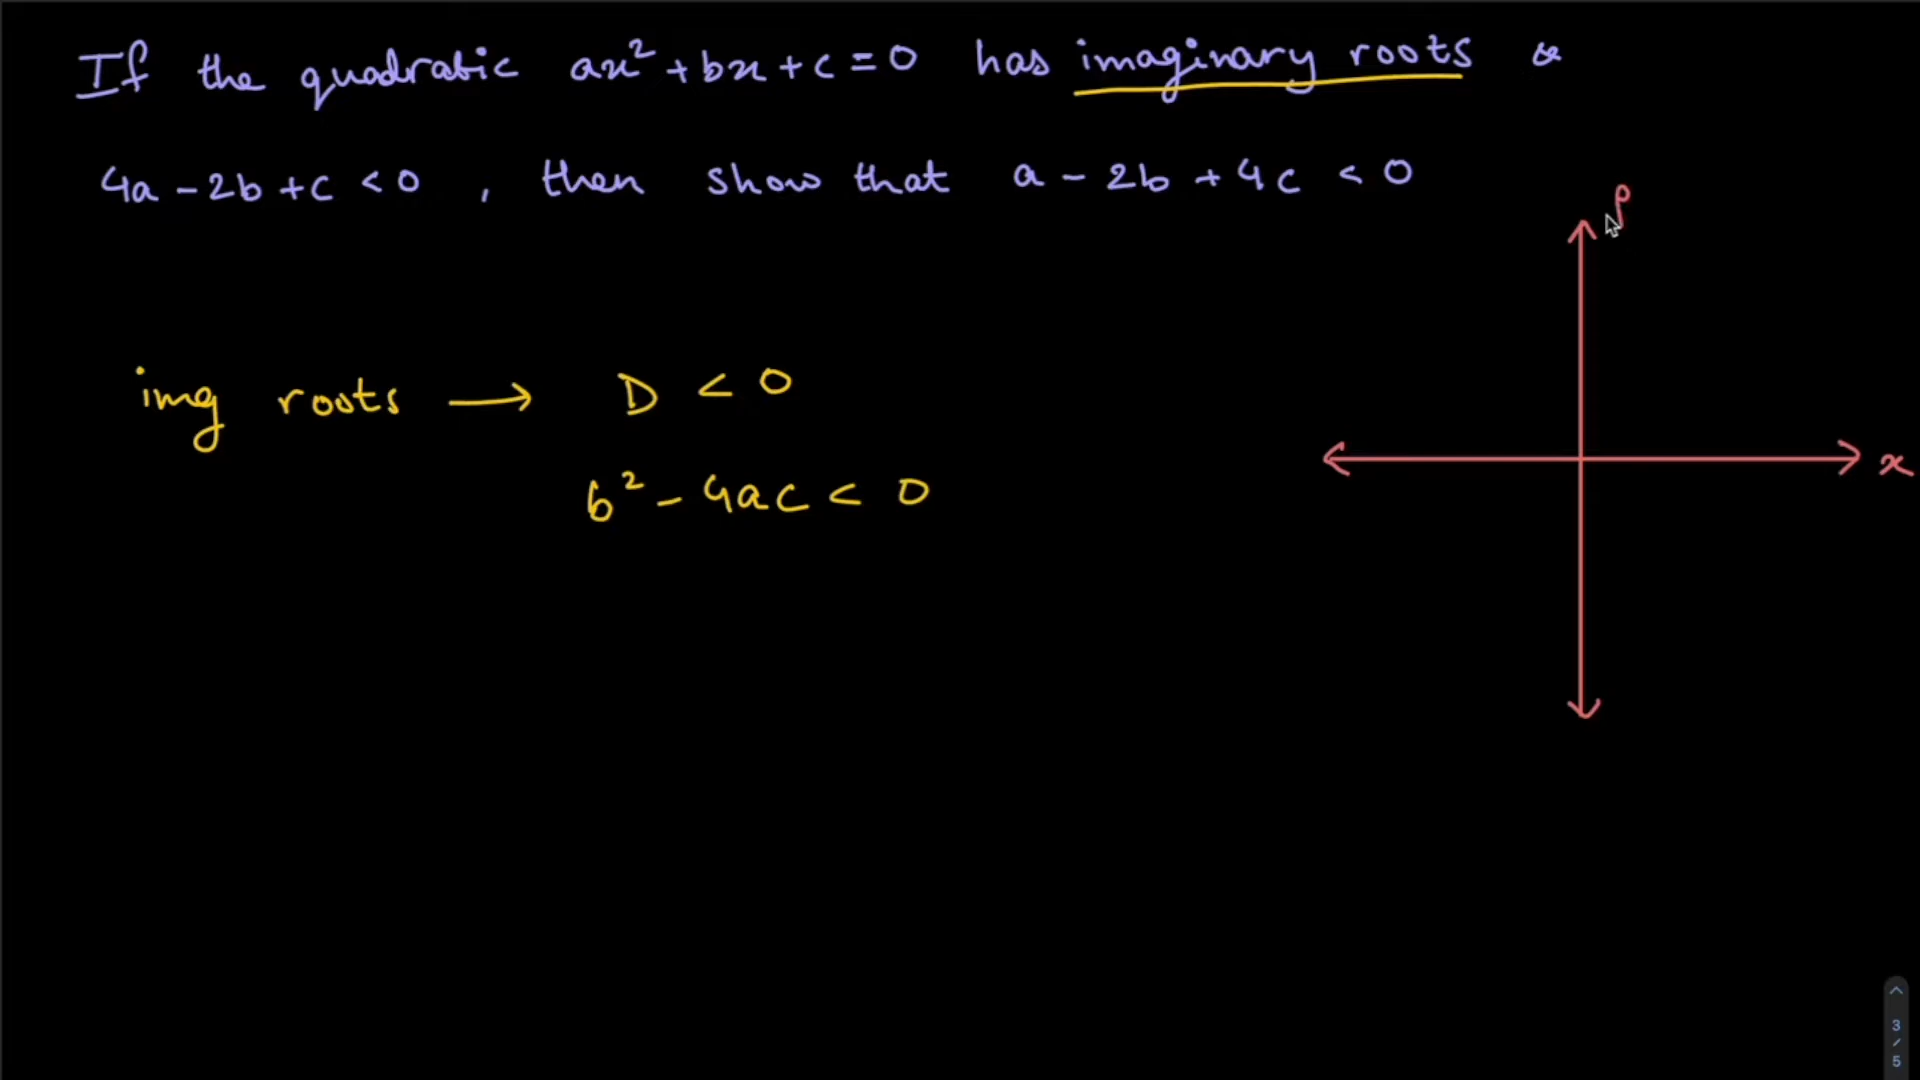 If the quadratic ax² + bx + c = 0 has imaginary roots &
4a - 2b + c < 0 , then show that a - 2b + 4c < 0
P
img roots → D < 0
x
b² - 4ac < 0
3
/
5